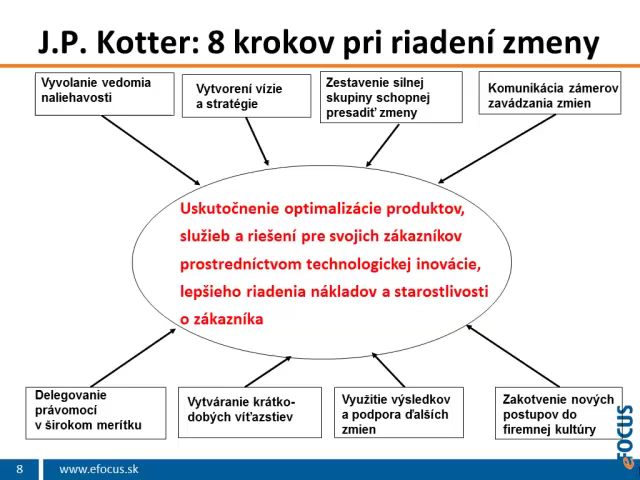 J.P. Kotter: 8 krokov pri riadení zmeny
Vyvolanie vedomia
naliehavosti
Vytvorení vízie
a stratégie
Zestavenie silnej
skupiny schopnej
presadiť zmeny
Komunikácia zámerov
zavádzania zmien
Uskutočnenie optimalizácie produktov,
služieb a riešení pre svojich zákazníkov
prostredníctvom technologickej inovácie,
lepšieho riadenia nákladov a starostlivosti
o zákazníka
Delegovanie
právomocí
v širokom merítku
Vytváranie krátko-
dobých víťazstiev
Využitie výsledkov
a podpora ďalších
zmien
Zakotvenie nových
postupov do
firemnej kultúry
eFOCUS
8
www.efocus.sk